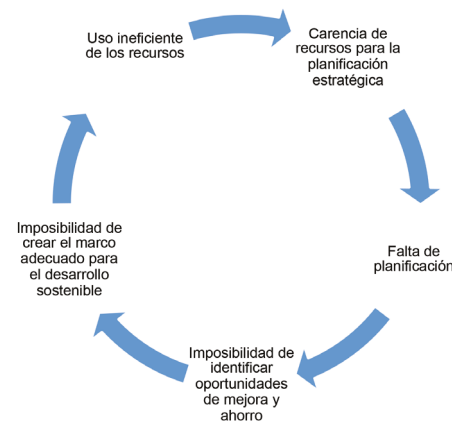 Uso ineficiente
de los recursos
Carencia de
recursos para la
planificación
estratégica
Falta de
planificación
Imposibilidad de
identificar
oportunidades
de mejora y
ahorro
Imposibilidad de
crear el marco
adecuado para
el desarrollo
sostenible